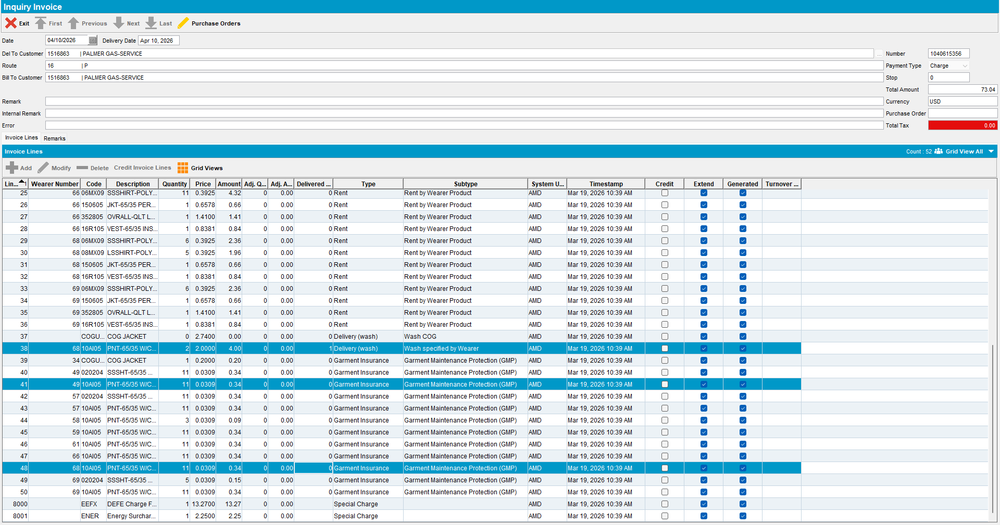 Inquiry Invoice
Exit First Previous Next Last Purchase Orders
Date 04/10/2026 16 Delivery Date Apr 10, 2026
Del To Customer 1516863 | PALMER GAS-SERVICE ... Number 1040615356
Route 16 | P Payment Type Charge
Bill To Customer 1516863 | PALMER GAS-SERVICE Stop 0
Total Amount 73.04
Remark Currency USD
Internal Remark Purchase Order
Error Total Tax 0.00
Invoice Lines Remarks
Invoice Lines Count : 52 Grid View All
Add Modify Delete Credit Invoice Lines Grid Views
Lin... 1 Wearer Number Code Description Quantity Price Amount Adj. Q... Adj. A... Delivered ... Type Subtype System U... Timestamp Credit Extend Generated Turnover ...
25 66 06MX09 SSSHIRT-POLY... 11 0.3925 4.32 0 0.00 0 Rent Rent by Wearer Product AMD Mar 19, 2026 10:39 AM
26 66 150605 JKT-65/35 PER... 1 0.6578 0.66 0 0.00 0 Rent Rent by Wearer Product AMD Mar 19, 2026 10:39 AM
27 66 352805 OVRALL-QLT L... 1 1.4100 1.41 0 0.00 0 Rent Rent by Wearer Product AMD Mar 19, 2026 10:39 AM
28 66 16R105 VEST-65/35 INS... 1 0.8381 0.84 0 0.00 0 Rent Rent by Wearer Product AMD Mar 19, 2026 10:39 AM
29 68 06MX09 SSSHIRT-POLY... 6 0.3925 2.36 0 0.00 0 Rent Rent by Wearer Product AMD Mar 19, 2026 10:39 AM
30 68 08MX09 LSSHIRT-POLY... 5 0.3925 1.96 0 0.00 0 Rent Rent by Wearer Product AMD Mar 19, 2026 10:39 AM
31 68 150605 JKT-65/35 PER... 1 0.6578 0.66 0 0.00 0 Rent Rent by Wearer Product AMD Mar 19, 2026 10:39 AM
32 68 16R105 VEST-65/35 INS... 1 0.8381 0.84 0 0.00 0 Rent Rent by Wearer Product AMD Mar 19, 2026 10:39 AM
33 69 06MX09 SSSHIRT-POLY... 6 0.3925 2.36 0 0.00 0 Rent Rent by Wearer Product AMD Mar 19, 2026 10:39 AM
34 69 150605 JKT-65/35 PER... 1 0.6578 0.66 0 0.00 0 Rent Rent by Wearer Product AMD Mar 19, 2026 10:39 AM
35 69 352805 OVRALL-QLT L... 1 1.4100 1.41 0 0.00 0 Rent Rent by Wearer Product AMD Mar 19, 2026 10:39 AM
36 69 16R105 VEST-65/35 INS... 1 0.8381 0.84 0 0.00 0 Rent Rent by Wearer Product AMD Mar 19, 2026 10:39 AM
37 COGU... COG JACKET 0 2.7400 0.00 0 0.00 0 Delivery (wash) Wash COG AMD Mar 19, 2026 10:39 AM
38 68 10AI05 PNT-65/35 W/C... 2 2.0000 4.00 0 0.00 1 Delivery (wash) Wash specified by Wearer AMD Mar 19, 2026 10:39 AM
39 34 COGU... COG JACKET 1 0.2000 0.20 0 0.00 0 Garment Insurance Garment Maintenance Protection (GMP) AMD Mar 19, 2026 10:39 AM
40 49 020204 SSSHT-65/35 ... 11 0.0309 0.34 0 0.00 0 Garment Insurance Garment Maintenance Protection (GMP) AMD Mar 19, 2026 10:39 AM
41 49 10AI05 PNT-65/35 W/C... 11 0.0309 0.34 0 0.00 0 Garment Insurance Garment Maintenance Protection (GMP) AMD Mar 19, 2026 10:39 AM
42 57 020204 SSSHT-65/35 ... 11 0.0309 0.34 0 0.00 0 Garment Insurance Garment Maintenance Protection (GMP) AMD Mar 19, 2026 10:39 AM
43 57 10AI05 PNT-65/35 W/C... 11 0.0309 0.34 0 0.00 0 Garment Insurance Garment Maintenance Protection (GMP) AMD Mar 19, 2026 10:39 AM
44 58 10AI05 PNT-65/35 W/C... 3 0.0309 0.09 0 0.00 0 Garment Insurance Garment Maintenance Protection (GMP) AMD Mar 19, 2026 10:39 AM
45 59 10AI05 PNT-65/35 W/C... 11 0.0309 0.34 0 0.00 0 Garment Insurance Garment Maintenance Protection (GMP) AMD Mar 19, 2026 10:39 AM
46 61 10AI05 PNT-65/35 W/C... 11 0.0309 0.34 0 0.00 0 Garment Insurance Garment Maintenance Protection (GMP) AMD Mar 19, 2026 10:39 AM
47 66 10AI05 PNT-65/35 W/C... 11 0.0309 0.34 0 0.00 0 Garment Insurance Garment Maintenance Protection (GMP) AMD Mar 19, 2026 10:39 AM
48 68 10AI05 PNT-65/35 W/C... 11 0.0309 0.34 0 0.00 0 Garment Insurance Garment Maintenance Protection (GMP) AMD Mar 19, 2026 10:39 AM
49 69 020204 SSSHT-65/35 ... 5 0.0309 0.15 0 0.00 0 Garment Insurance Garment Maintenance Protection (GMP) AMD Mar 19, 2026 10:39 AM
50 69 10AI05 PNT-65/35 W/C... 11 0.0309 0.34 0 0.00 0 Garment Insurance Garment Maintenance Protection (GMP) AMD Mar 19, 2026 10:39 AM
8000 EEFX DEFE Charge F... 1 13.2700 13.27 0 0.00 Special Charge AMD Mar 19, 2026 10:39 AM
8001 ENER Energy Surchar... 1 2.2500 2.25 0 0.00 Special Charge AMD Mar 19, 2026 10:39 AM